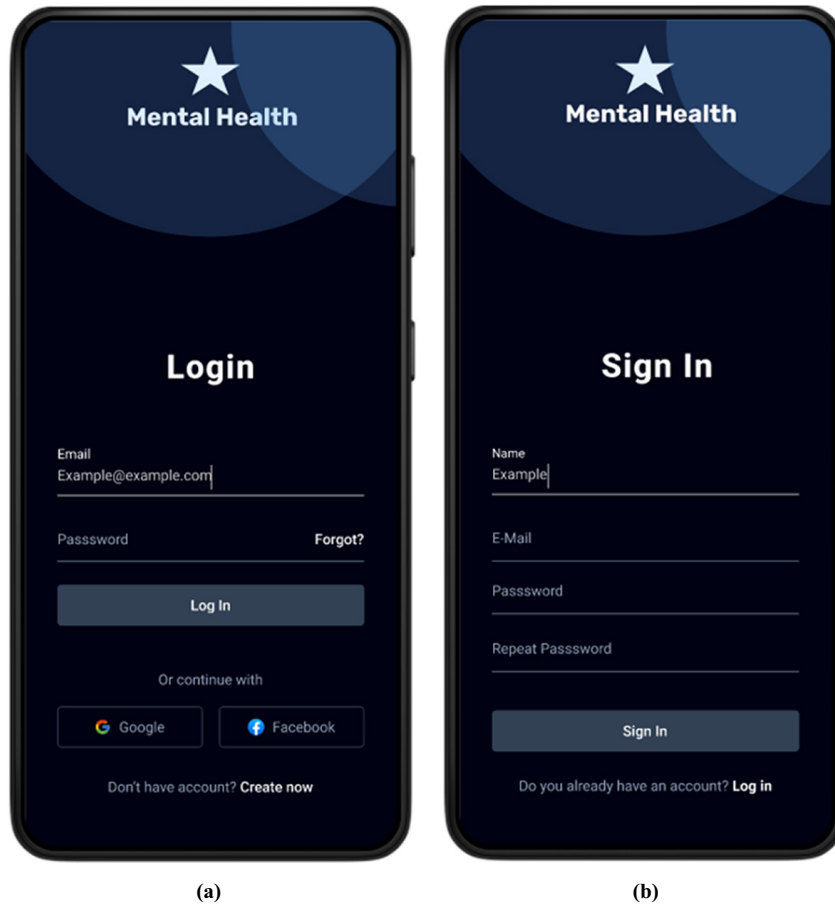 Mental Health
Login
Email
Example@example.com
Passsword Forgot?
Log In
Or continue with
Google Facebook
Don't have account? Create now
(a)
Mental Health
Sign In
Name
Example
E-Mail
Passsword
Repeat Passsword
Sign In
Do you already have an account? Log in
(b)